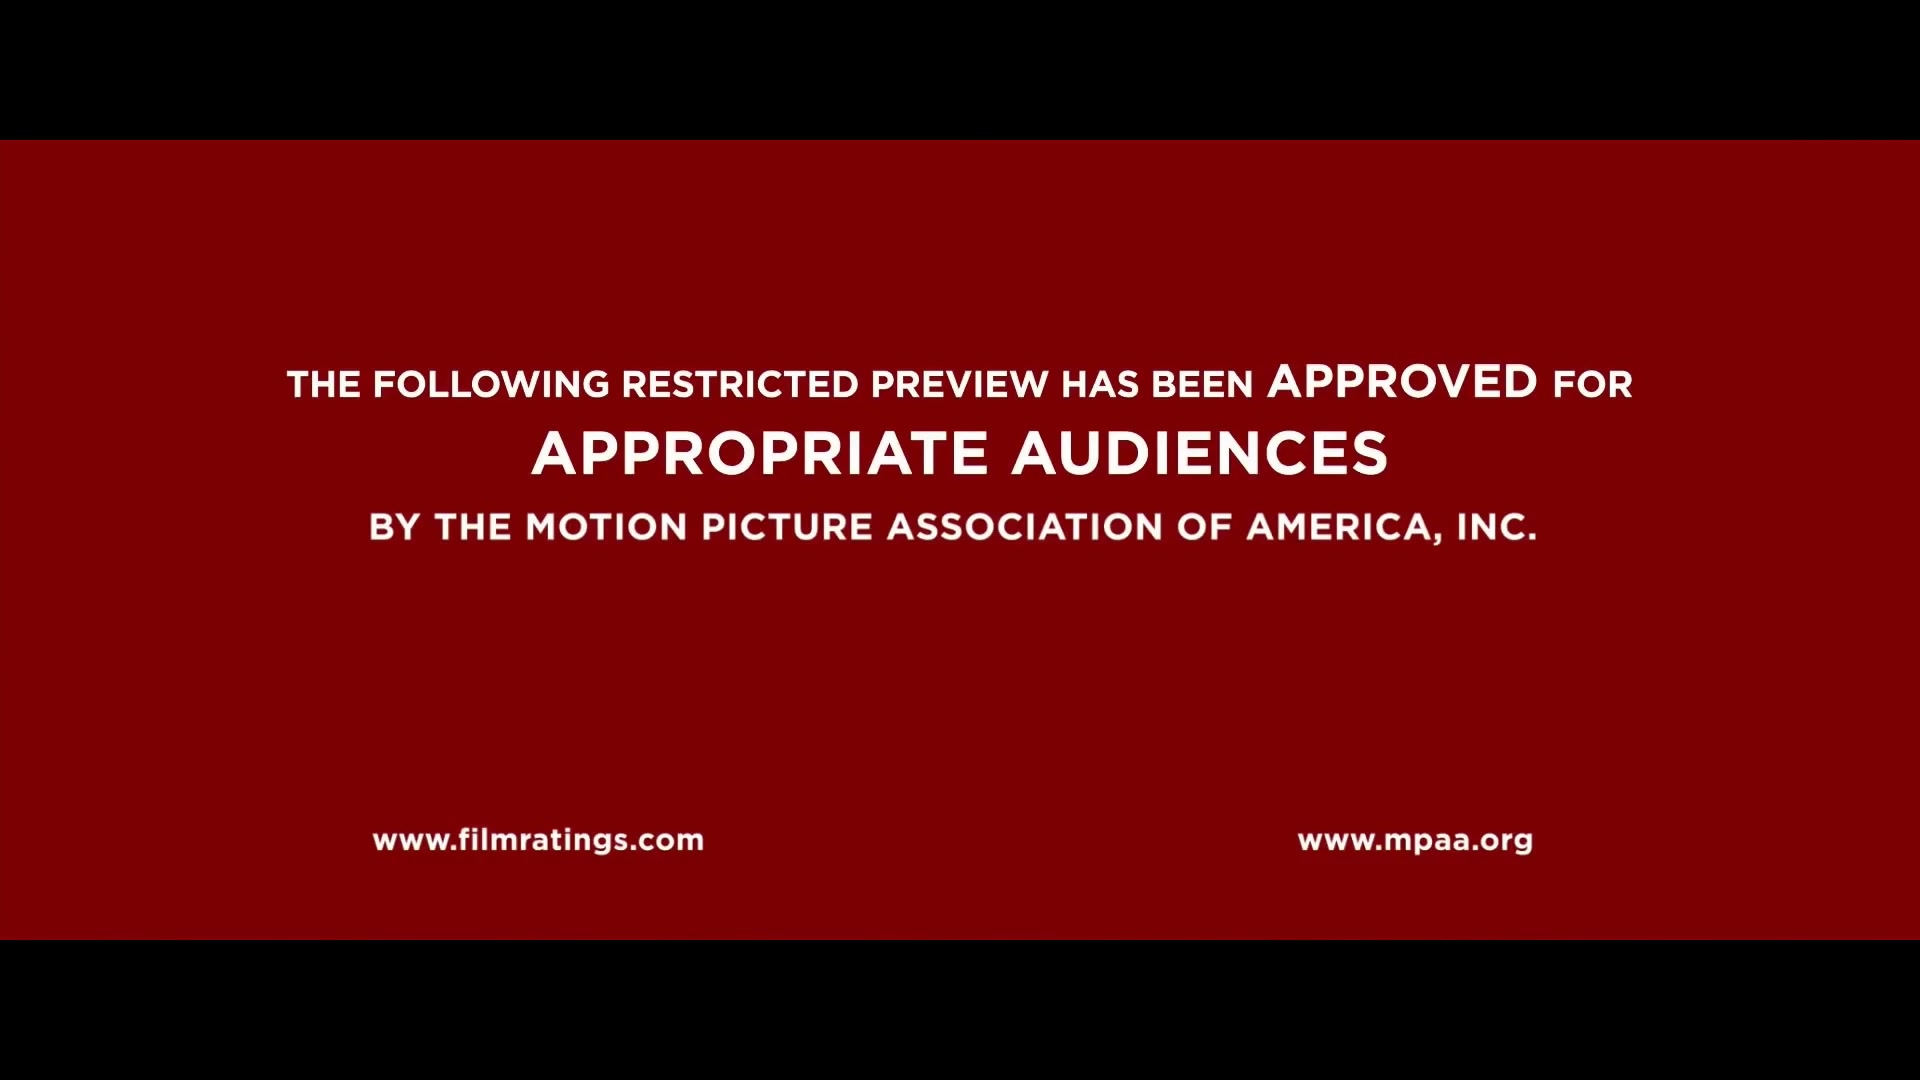 THE FOLLOWING RESTRICTED PREVIEW HAS BEEN APPROVED FOR
APPROPRIATE AUDIENCES
BY THE MOTION PICTURE ASSOCIATION OF AMERICA, INC.
www.filmratings.com
www.mpaa.org